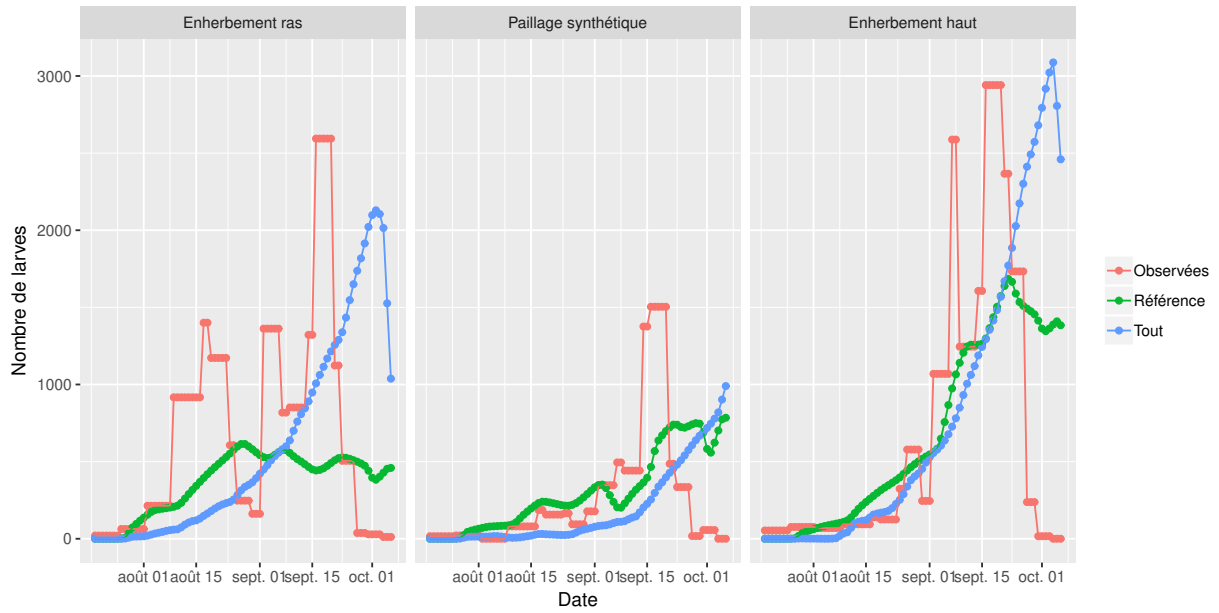 Enherbement ras
Paillage synthétique
Enherbement haut
Nombre de larves
3000
2000
1000
0
août 01
août 15
sept. 01
sept. 15
oct. 01
août 01
août 15
sept. 01
sept. 15
oct. 01
août 01
août 15
sept. 01
sept. 15
oct. 01
Date
Observées
Référence
Tout